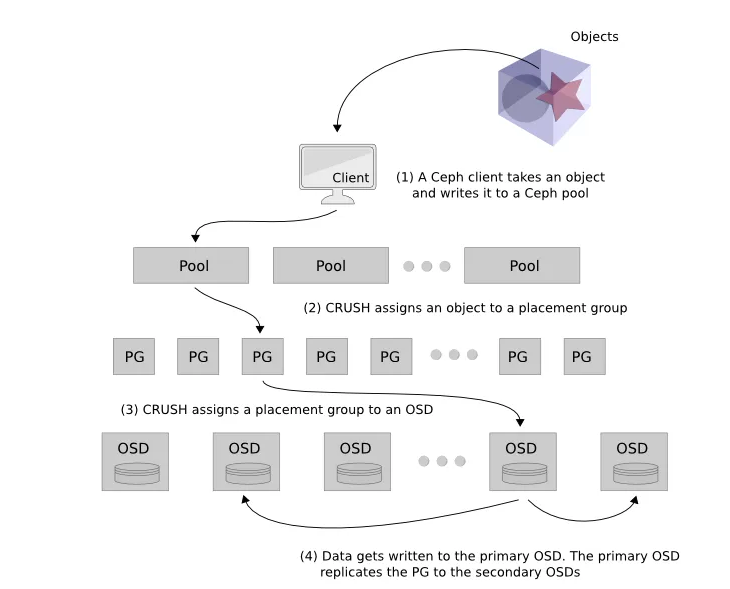 Objects
Client
(1) A Ceph client takes an object
and writes it to a Ceph pool
Pool Pool Pool
(2) CRUSH assigns an object to a placement group
PG PG PG PG PG PG PG
(3) CRUSH assigns a placement group to an OSD
OSD OSD OSD OSD OSD
(4) Data gets written to the primary OSD. The primary OSD
replicates the PG to the secondary OSDs